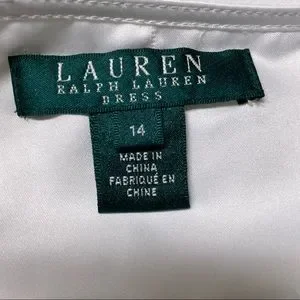 LAUREN
RALPH LAUREN
DRESS
14
MADE IN
CHINA
FABRIQUÉ EN
CHINE